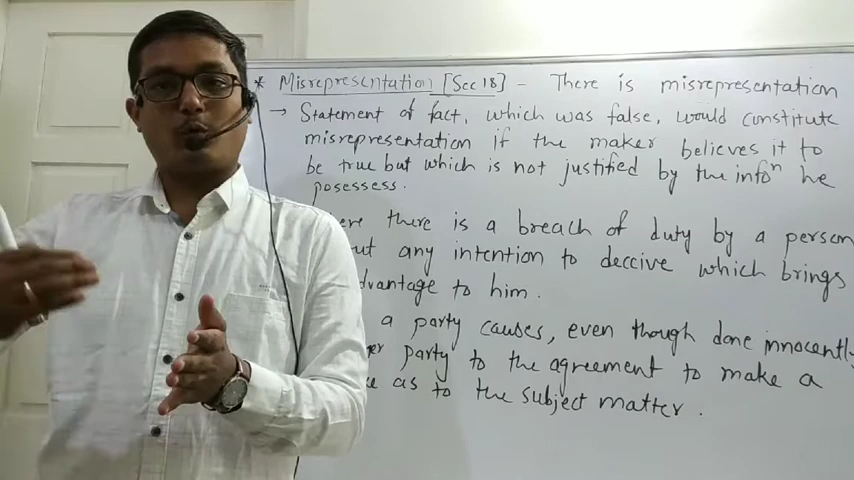 * Misrepresentation [Sec 18] - There is misrepresentation
→ Statement of fact, which was false, would constitute
misrepresentation if the maker believes it to
be true but which is not justified by the infoⁿ he
posessess.
there is a breach of duty by a person
any intention to deceive which brings
to him.
a party causes, even though done innocently
party to the agreement to make a
as to the subject matter.